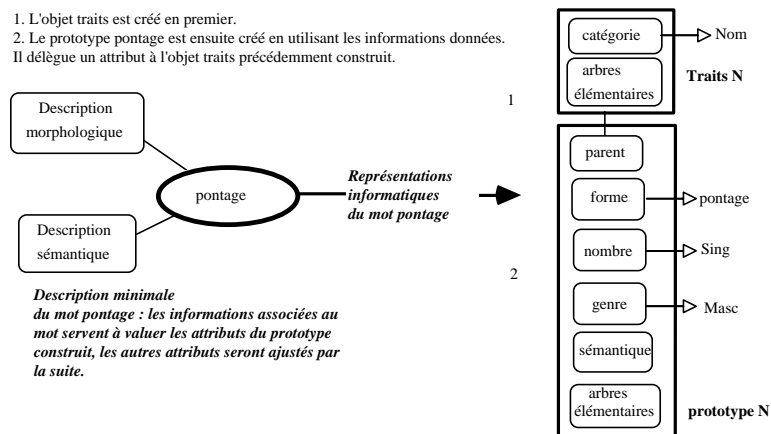 1. L'objet traits est créé en premier.
2. Le prototype pontage est ensuite créé en utilisant les informations données.
Il délègue un attribut à l'objet traits précédemment construit.
Description
morphologique
pontage
Description
sémantique
Représentations
informatiques
du mot pontage
Description minimale
du mot pontage : les informations associées au
mot servent à valuer les attributs du prototype
construit, les autres attributs seront ajustés par
la suite.
1
catégorie
Nom
arbres
élémentaires
Traits N
2
parent
forme
pontage
nombre
Sing
genre
Masc
sémantique
arbres
élémentaires
prototype N